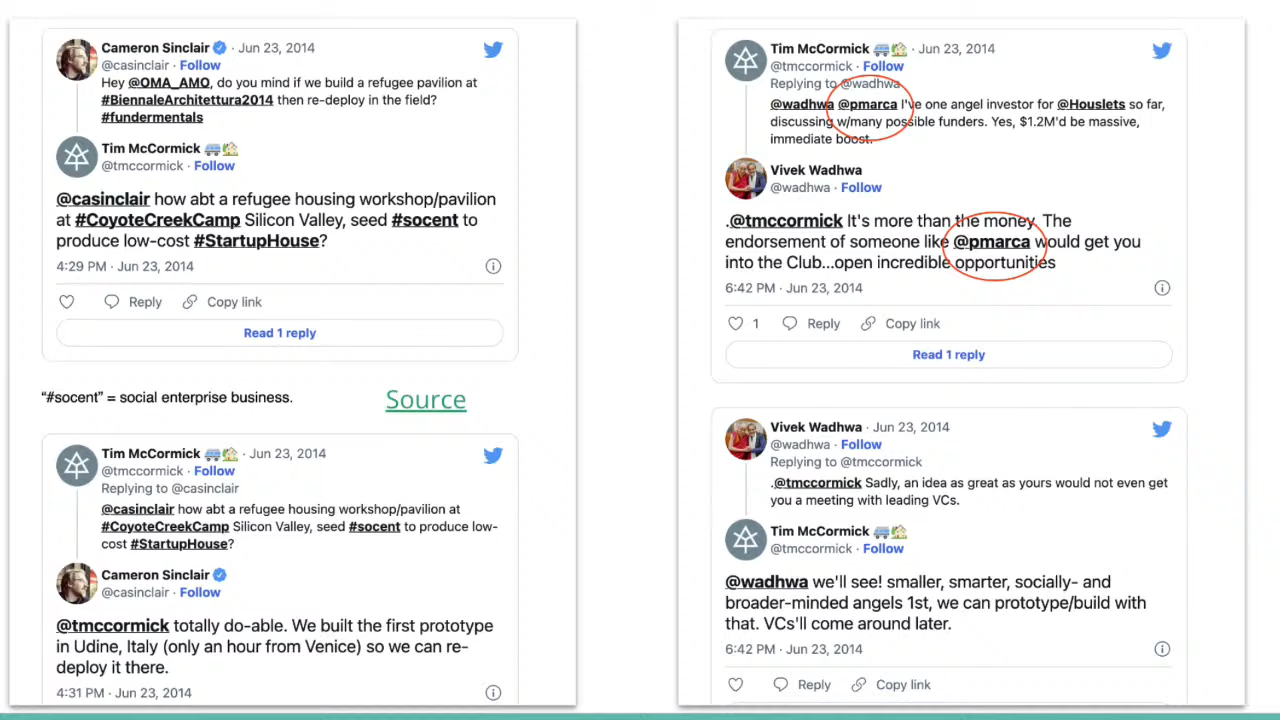 Cameron Sinclair · Jun 23, 2014
@casinclair · Follow
Hey @OMA_AMO, do you mind if we build a refugee pavilion at
#BiennaleArchitettura2014 then re-deploy in the field?
#fundermentals
Tim McCormick
@tmccormick · Follow
@casinclair how abt a refugee housing workshop/pavilion
at #CoyoteCreekCamp Silicon Valley, seed #socent to
produce low-cost #StartupHouse?
4:29 PM · Jun 23, 2014
Reply
Copy link
Read 1 reply
"#socent" = social enterprise business.
Source
Tim McCormick · Jun 23, 2014
@tmccormick · Follow
Replying to @casinclair
@casinclair how abt a refugee housing workshop/pavilion at
#CoyoteCreekCamp Silicon Valley, seed #socent to produce low-
cost #StartupHouse?
Cameron Sinclair
@casinclair · Follow
@tmccormick totally do-able. We built the first prototype
in Udine, Italy (only an hour from Venice) so we can re-
deploy it there.
4:31 PM · Jun 23, 2014
Tim McCormick · Jun 23, 2014
@tmccormick · Follow
Replying to @wadhwa
@wadhwa @pmarca I've one angel investor for @Houslets so far,
discussing w/many possible funders. Yes, $1.2M'd be massive,
immediate boost.
Vivek Wadhwa
@wadhwa · Follow
.@tmccormick It's more than the money. The
endorsement of someone like @pmarca would get you
into the Club...open incredible opportunities
6:42 PM · Jun 23, 2014
1
Reply
Copy link
Read 1 reply
Vivek Wadhwa · Jun 23, 2014
@wadhwa · Follow
Replying to @tmccormick
.@tmccormick Sadly, an idea as great as yours would not even get
you a meeting with leading VCs.
Tim McCormick
@tmccormick · Follow
@wadhwa we'll see! smaller, smarter, socially- and
broader-minded angels 1st, we can prototype/build with
that. VCs'll come around later.
6:42 PM · Jun 23, 2014
Reply
Copy link